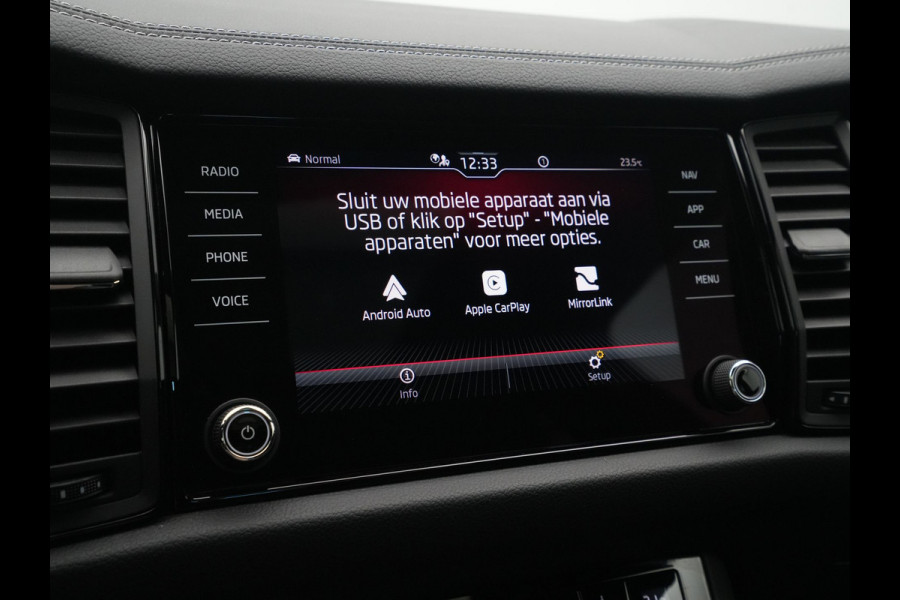 Normal
12:33
23.5°C
RADIO
MEDIA
PHONE
VOICE
Sluit uw mobiele apparaat aan via
USB of klik op "Setup" - "Mobiele
apparaten" voor meer opties.
Android Auto
Apple CarPlay
MirrorLink
Info
Setup
NAV
APP
CAR
MENU